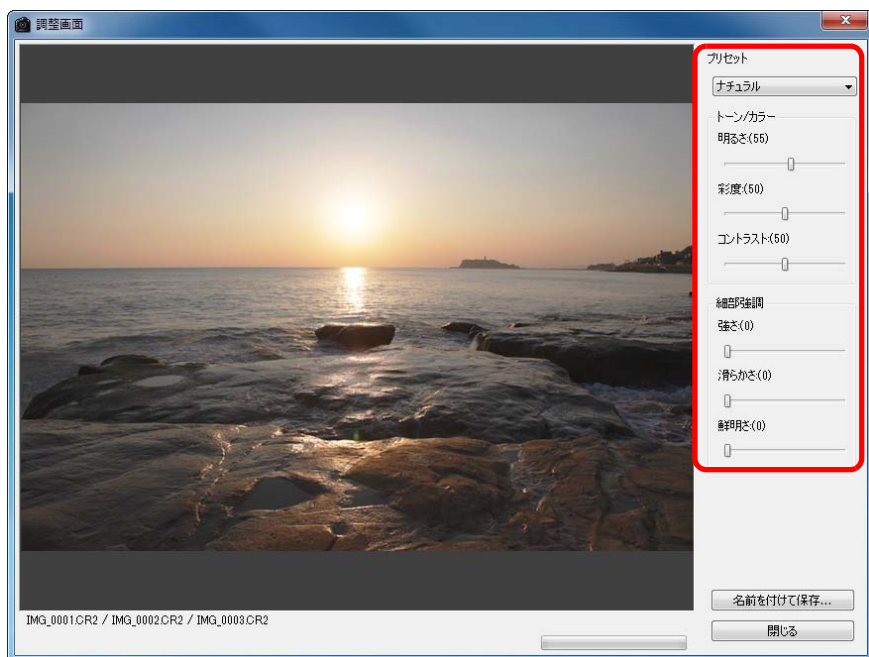 調整画面
プリセット
ナチュラル
トーン/カラー
明るさ:(55)
彩度:(50)
コントラスト:(50)
細部強調
強さ:(0)
滑らかさ:(0)
鮮明さ:(0)
名前を付けて保存...
IMG_0001.CR2 / IMG_0002.CR2 / IMG_0003.CR2
閉じる